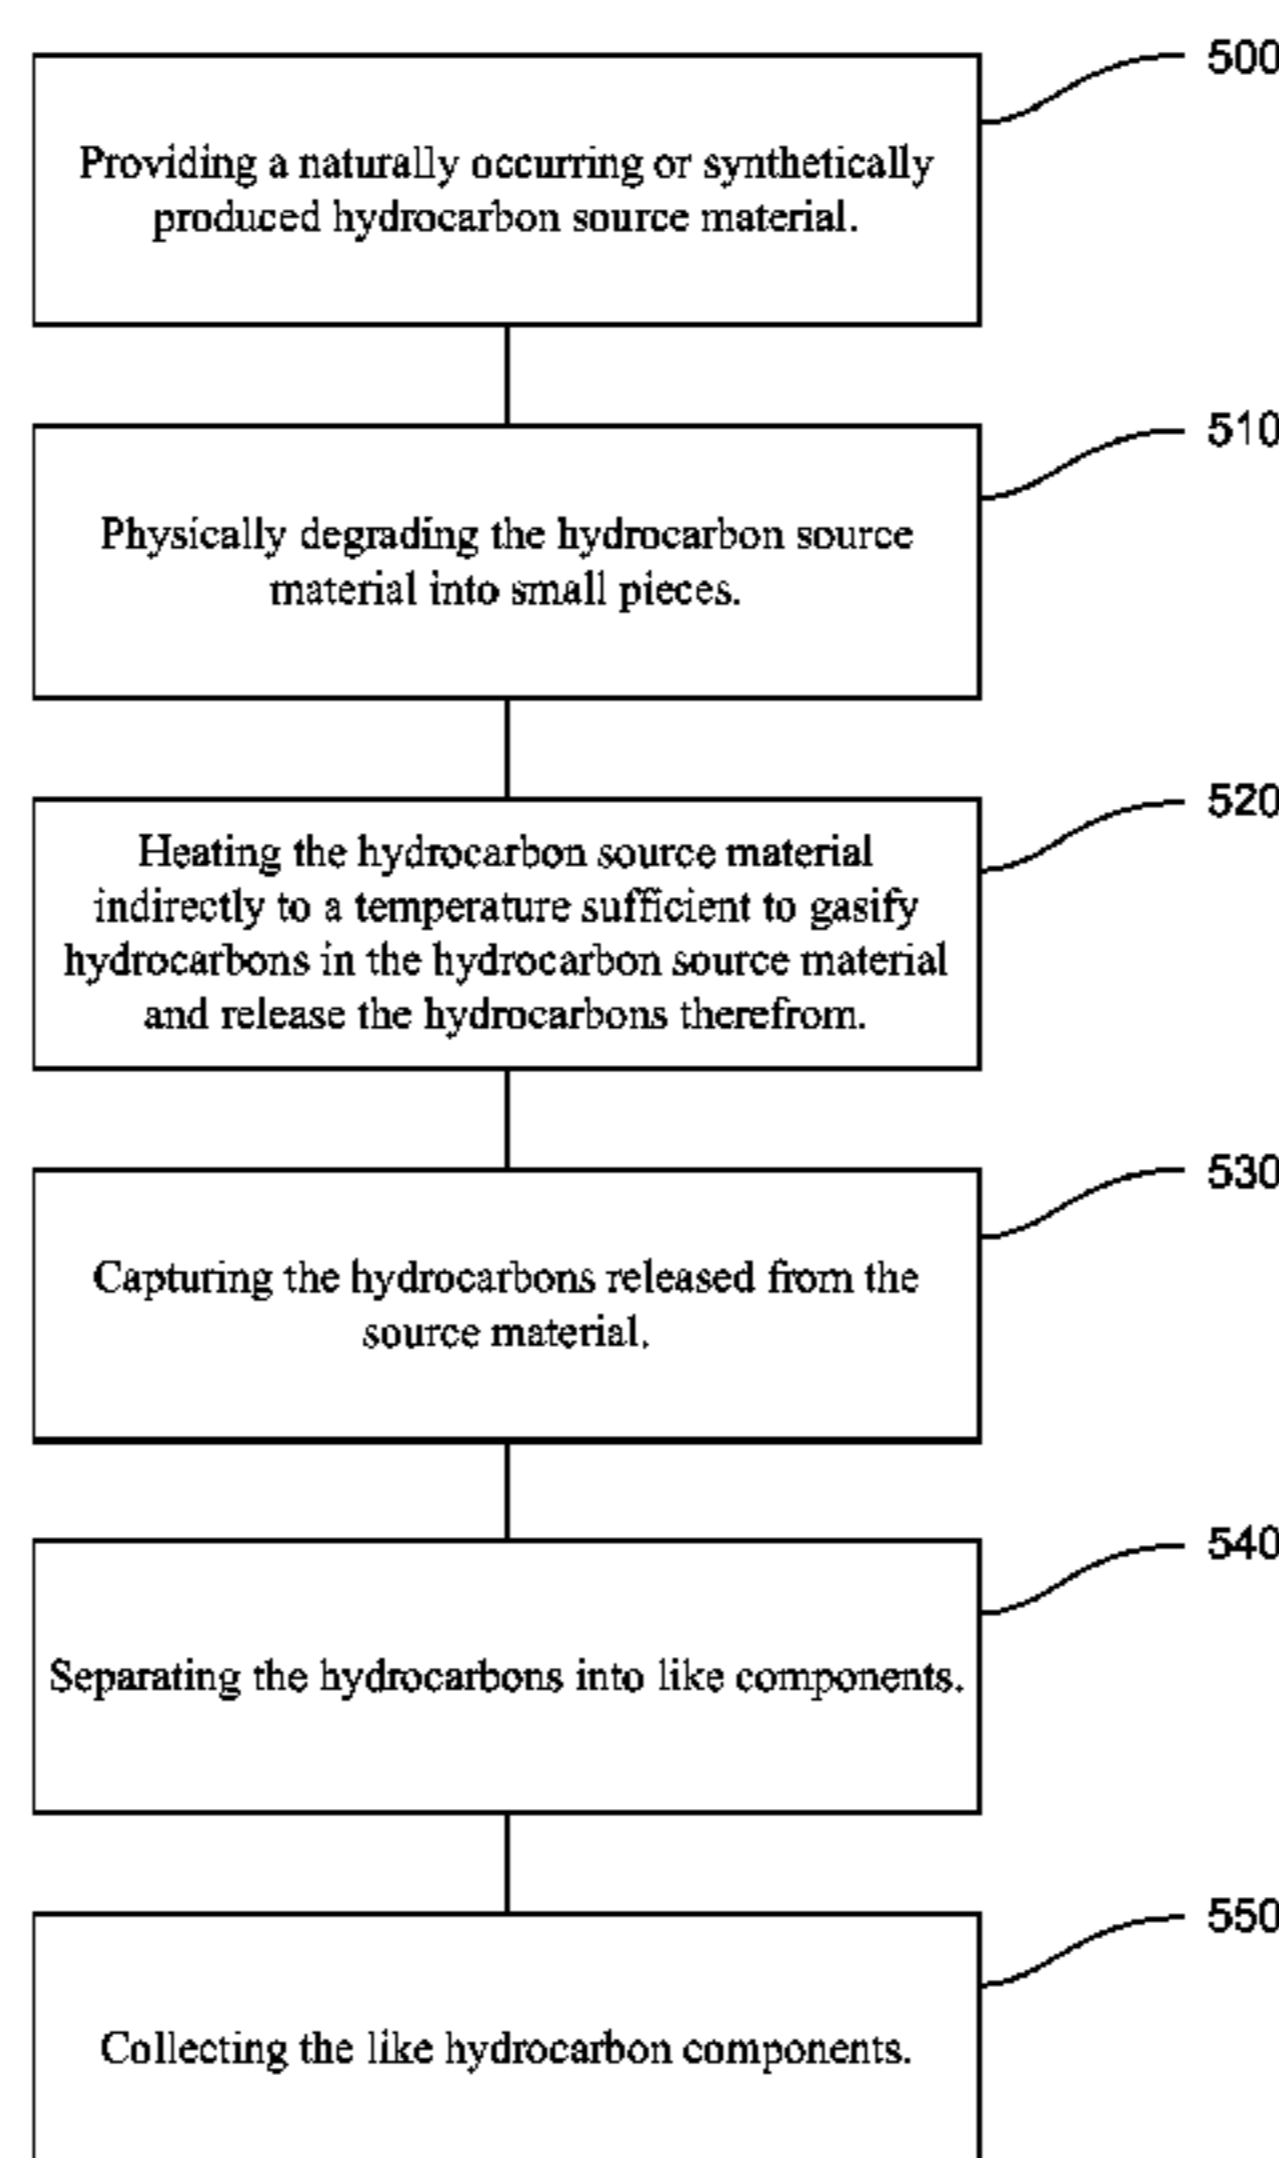 500
Providing a naturally occurring or synthetically
produced hydrocarbon source material.
510
Physically degrading the hydrocarbon source
material into small pieces.
520
Heating the hydrocarbon source material
indirectly to a temperature sufficient to gasify
hydrocarbons in the hydrocarbon source material
and release the hydrocarbons therefrom.
530
Capturing the hydrocarbons released from the
source material.
540
Separating the hydrocarbons into like components.
550
Collecting the like hydrocarbon components.